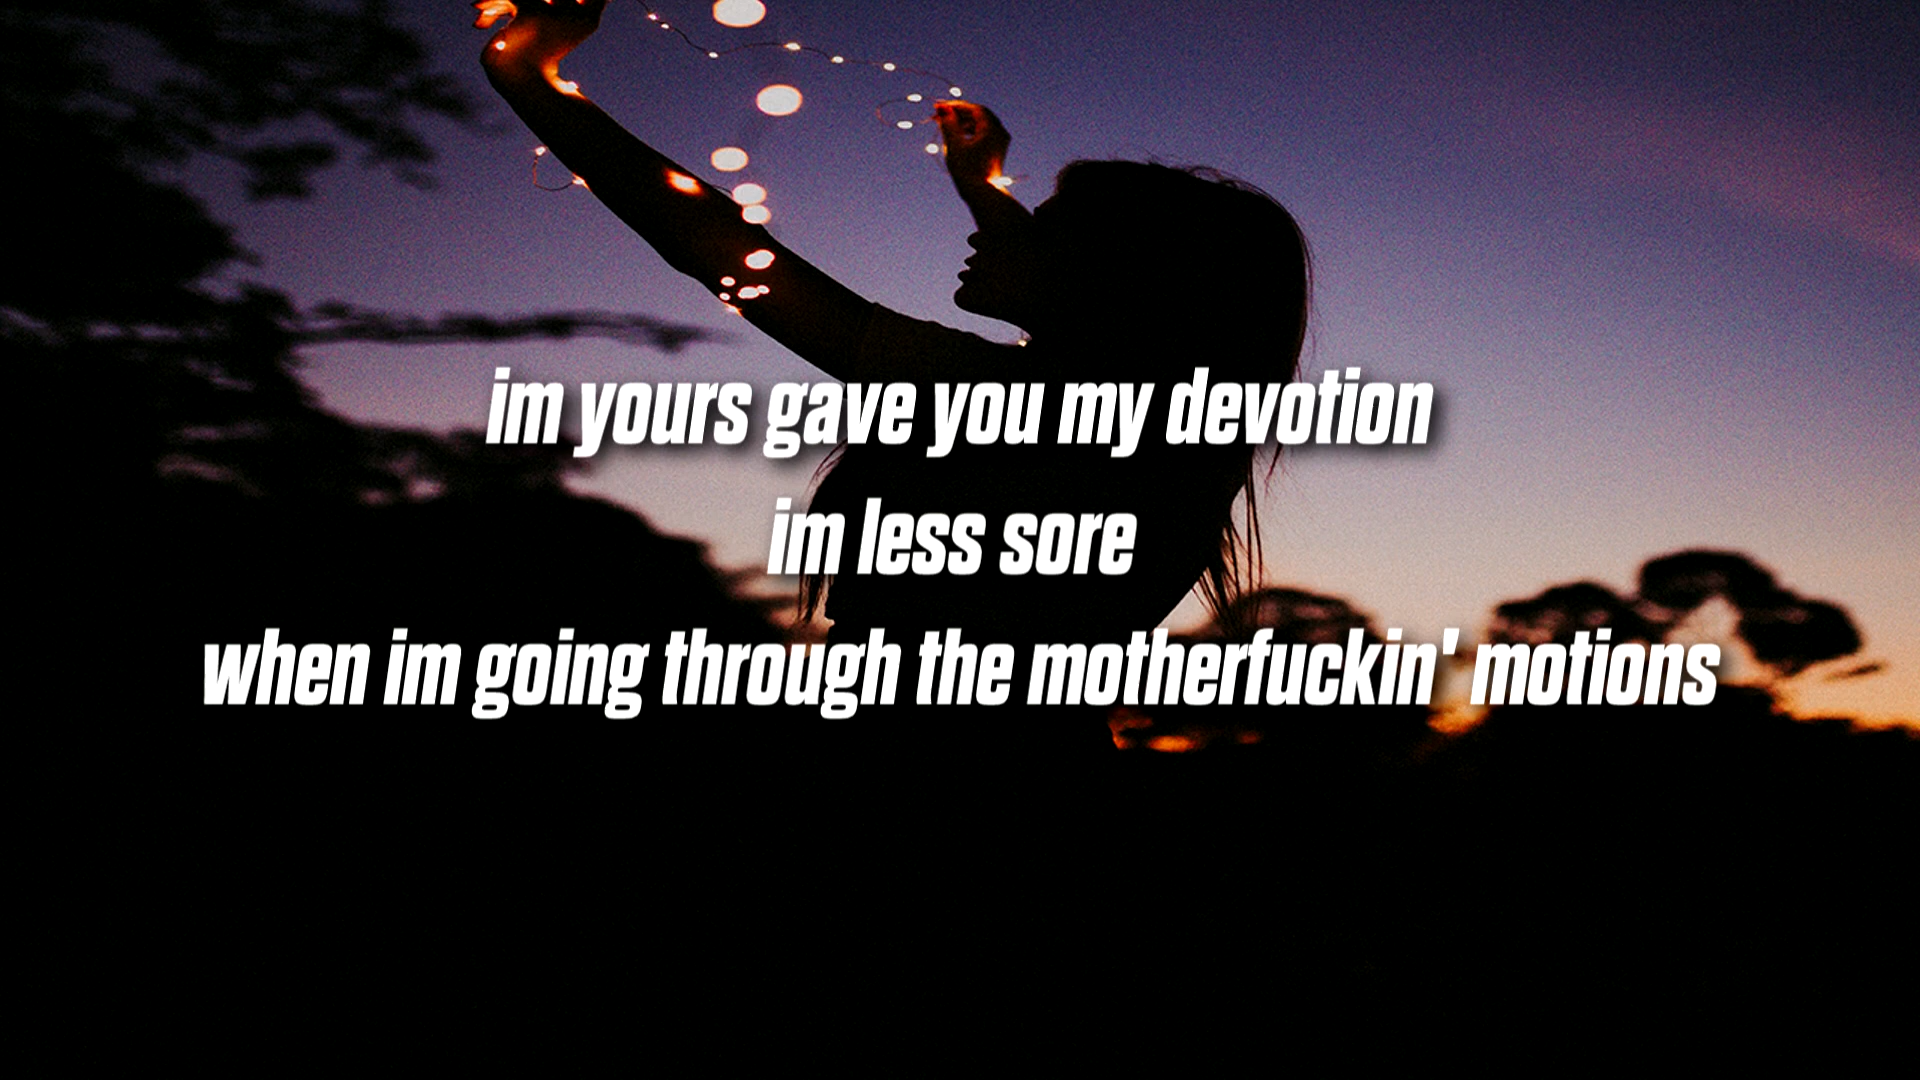 im yours gave you my devotion
im less sore
when im going through the motherfuckin' motions